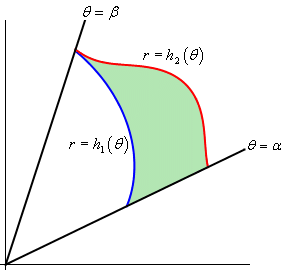 θ = β
r = h₂(θ)
r = h₁(θ)
θ = α